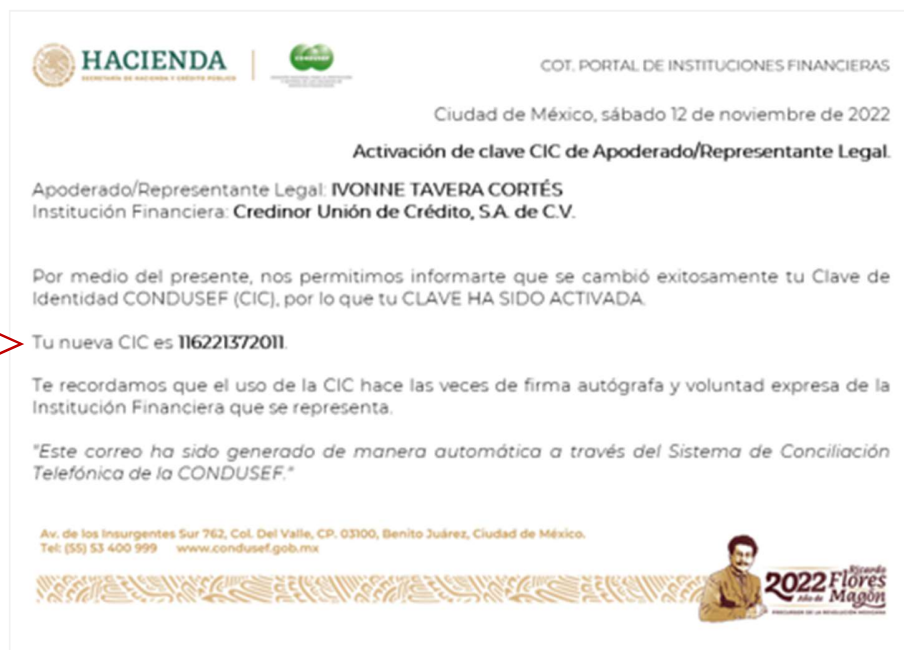 HACIENDA
SECRETARÍA DE HACIENDA Y CRÉDITO PÚBLICO
CONDUSEF
COT. PORTAL DE INSTITUCIONES FINANCIERAS
Ciudad de México, sábado 12 de noviembre de 2022
Activación de clave CIC de Apoderado/Representante Legal.
Apoderado/Representante Legal: IVONNE TAVERA CORTÉS
Institución Financiera: Credinor Unión de Crédito, S.A. de C.V.
Por medio del presente, nos permitimos informarte que se cambió exitosamente tu Clave de
Identidad CONDUSEF (CIC), por lo que tu CLAVE HA SIDO ACTIVADA.
Tu nueva CIC es 116221372011.
Te recordamos que el uso de la CIC hace las veces de firma autógrafa y voluntad expresa de la
Institución Financiera que se representa.
"Este correo ha sido generado de manera automática a través del Sistema de Conciliación
Telefónica de la CONDUSEF."
Av. de los Insurgentes Sur 762, Col. Del Valle, CP. 03100, Benito Juárez, Ciudad de México.
Tel: (55) 53 400 999 www.condusef.gob.mx
2022 Ricardo
Año de Flores
Magón
PRECURSOR DE LA REVOLUCIÓN MEXICANA